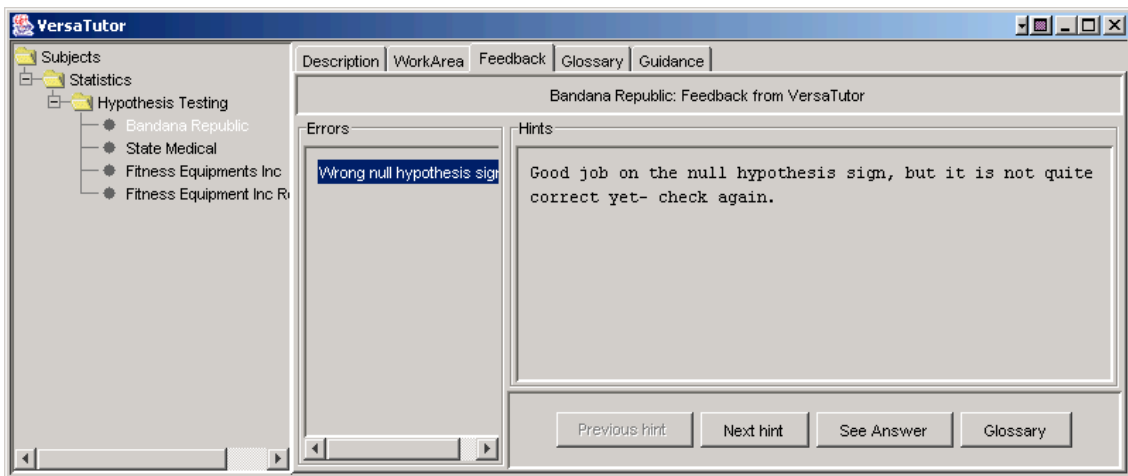 VersaTutor
Subjects
Statistics
Hypothesis Testing
Bandana Republic
State Medical
Fitness Equipments Inc
Fitness Equipment Inc R
Description WorkArea Feedback Glossary Guidance
Bandana Republic: Feedback from VersaTutor
Errors
Wrong null hypothesis sign
Hints
Good job on the null hypothesis sign, but it is not quite
correct yet- check again.
Previous hint Next hint See Answer Glossary